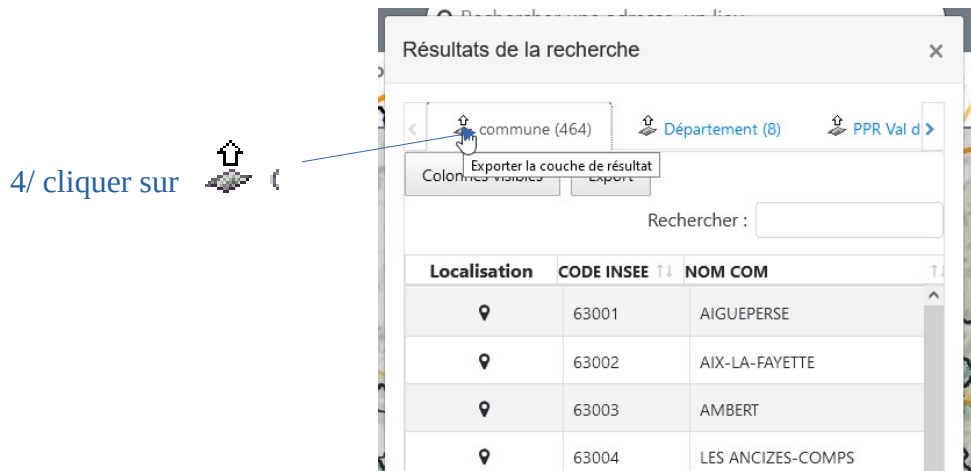 Rechercher une adresse, un lieu
Résultats de la recherche ×
commune (464) Département (8) PPR Val d
Exporter la couche de résultat
4/ cliquer sur
Colonnes visibles Export
Rechercher :
Localisation CODE INSEE NOM COM
63001 AIGUEPERSE
63002 AIX-LA-FAYETTE
63003 AMBERT
63004 LES ANCIZES-COMPS